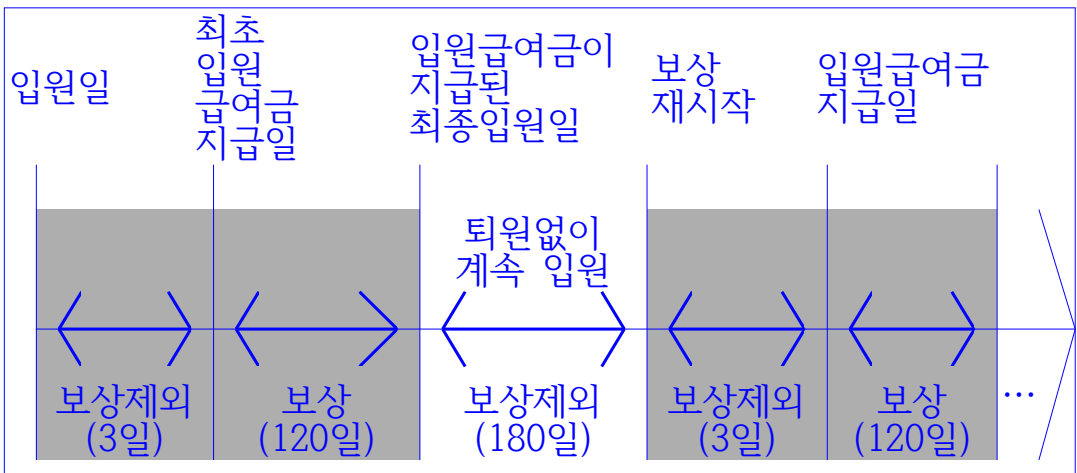 입원일
최초
입원
급여금
지급일
입원급여금이
지급된
최종입원일
보상
재시작
입원급여금
지급일
퇴원없이
계속 입원
보상제외
(3일)
보상
(120일)
보상제외
(180일)
보상제외
(3일)
보상
(120일)
…